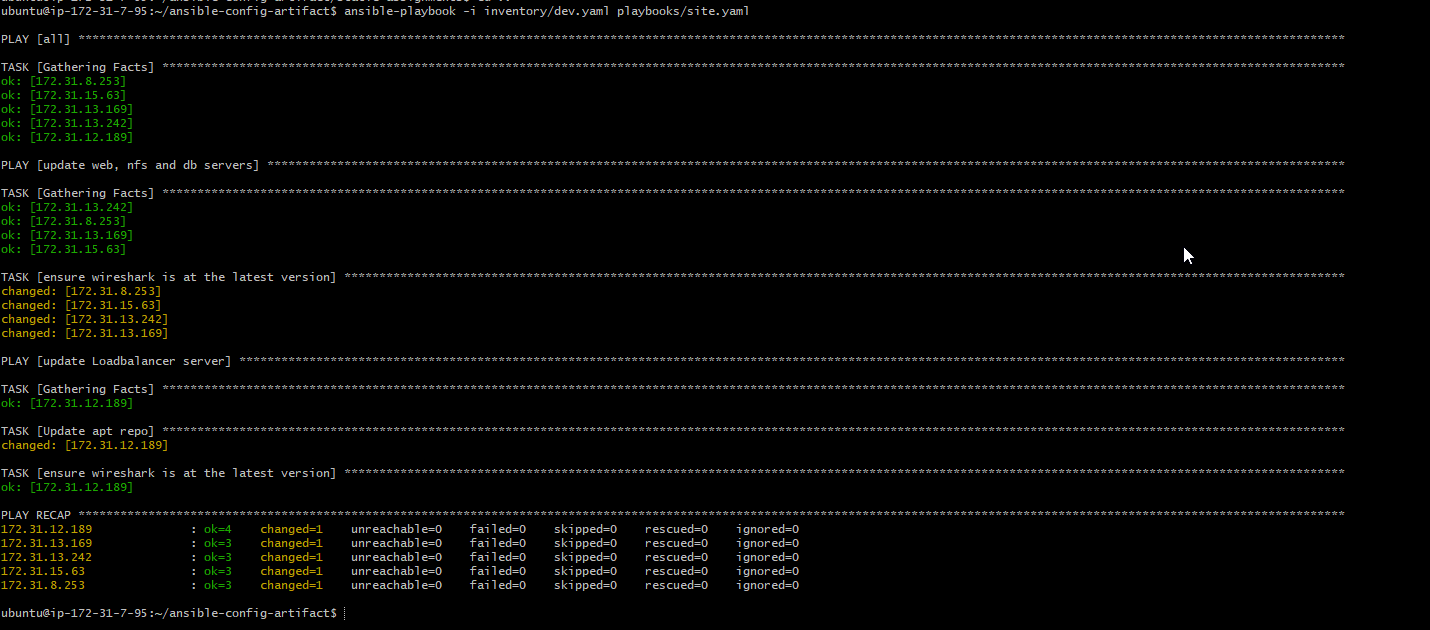 ubuntu@ip-172-31-7-95:~/ansible-config-artifact$ ansible-playbook -i inventory/dev.yaml playbooks/site.yaml
PLAY [all] ****************************************************************************************************************************************************************************************
TASK [Gathering Facts] ****************************************************************************************************************************************************************************
ok: [172.31.8.253]
ok: [172.31.15.63]
ok: [172.31.13.169]
ok: [172.31.13.242]
ok: [172.31.12.189]
PLAY [update web, nfs and db servers] *************************************************************************************************************************************************************
TASK [Gathering Facts] ****************************************************************************************************************************************************************************
ok: [172.31.13.242]
ok: [172.31.8.253]
ok: [172.31.13.169]
ok: [172.31.15.63]
TASK [ensure wireshark is at the latest version] **************************************************************************************************************************************************
changed: [172.31.8.253]
changed: [172.31.15.63]
changed: [172.31.13.242]
changed: [172.31.13.169]
PLAY [update Loadbalancer server] *****************************************************************************************************************************************************************
TASK [Gathering Facts] ****************************************************************************************************************************************************************************
ok: [172.31.12.189]
TASK [Update apt repo] ****************************************************************************************************************************************************************************
changed: [172.31.12.189]
TASK [ensure wireshark is at the latest version] **************************************************************************************************************************************************
ok: [172.31.12.189]
PLAY RECAP ****************************************************************************************************************************************************************************************
172.31.12.189 : ok=4 changed=1 unreachable=0 failed=0 skipped=0 rescued=0 ignored=0
172.31.13.169 : ok=3 changed=1 unreachable=0 failed=0 skipped=0 rescued=0 ignored=0
172.31.13.242 : ok=3 changed=1 unreachable=0 failed=0 skipped=0 rescued=0 ignored=0
172.31.15.63 : ok=3 changed=1 unreachable=0 failed=0 skipped=0 rescued=0 ignored=0
172.31.8.253 : ok=3 changed=1 unreachable=0 failed=0 skipped=0 rescued=0 ignored=0
ubuntu@ip-172-31-7-95:~/ansible-config-artifact$